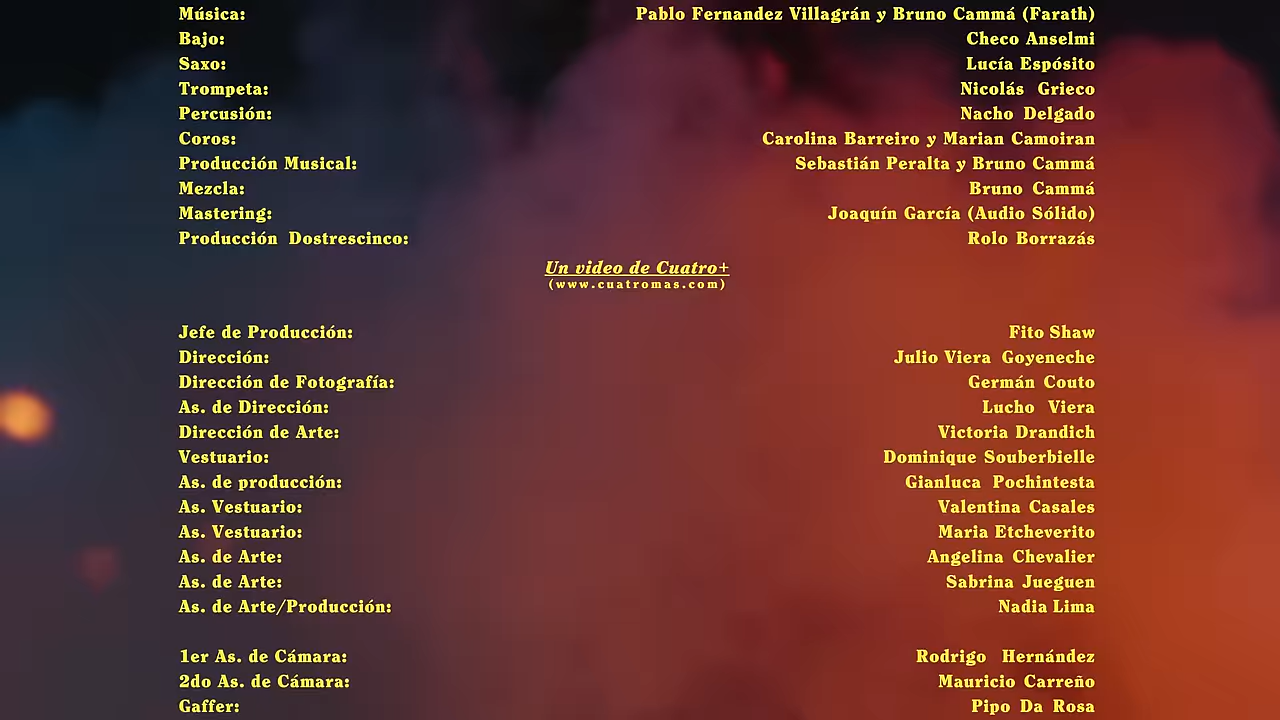 Música: Pablo Fernandez Villagrán y Bruno Cammá (Farath)
Bajo: Checo Anselmi
Saxo: Lucía Espósito
Trompeta: Nicolás Grieco
Percusión: Nacho Delgado
Coros: Carolina Barreiro y Marian Camoiran
Producción Musical: Sebastián Peralta y Bruno Cammá
Mezcla: Bruno Cammá
Mastering: Joaquín García (Audio Sólido)
Producción Dostrescinco: Rolo Borrazás
Un video de Cuatro+
(www.cuatromas.com)
Jefe de Producción: Fito Shaw
Dirección: Julio Viera Goyeneche
Dirección de Fotografía: Germán Couto
As. de Dirección: Lucho Viera
Dirección de Arte: Victoria Drandich
Vestuario: Dominique Souberbielle
As. de producción: Gianluca Pochintesta
As. Vestuario: Valentina Casales
As. Vestuario: Maria Etcheverito
As. de Arte: Angelina Chevalier
As. de Arte: Sabrina Jueguen
As. de Arte/Producción: Nadia Lima
1er As. de Cámara: Rodrigo Hernández
2do As. de Cámara: Mauricio Carreño
Gaffer: Pipo Da Rosa